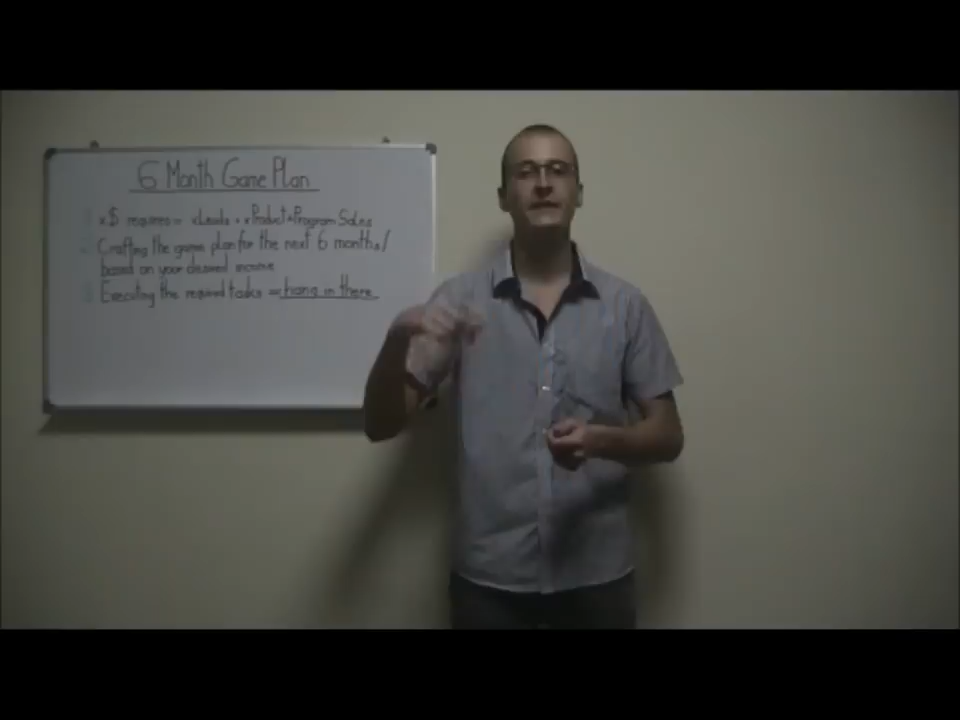 6 Month Game Plan
x$ requires = xLeads + xProduct + Program Sales
Crafting the game plan for the next 6 months/
based on your desired income
Executing the required tasks = hang in there